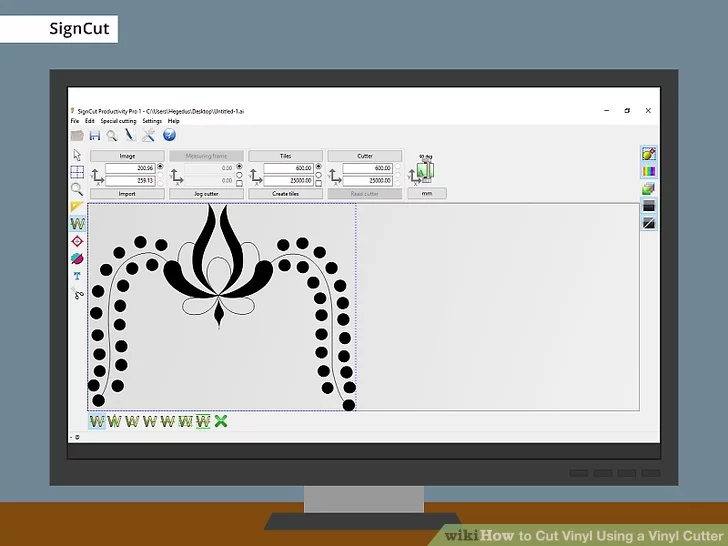 SignCut
SignCut Productivity Pro 1 - C:\Users\Hegedus\Desktop\Untitled-1.ai
File Edit Special cutting Settings Help
Image Measuring frame Tiles Cutter 90 deg
200.96 0.00 600.00 600.00
259.13 0.00 25000.00 25000.00
Import Jog cutter Create tiles Read cutter mm
wikiHow to Cut Vinyl Using a Vinyl Cutter